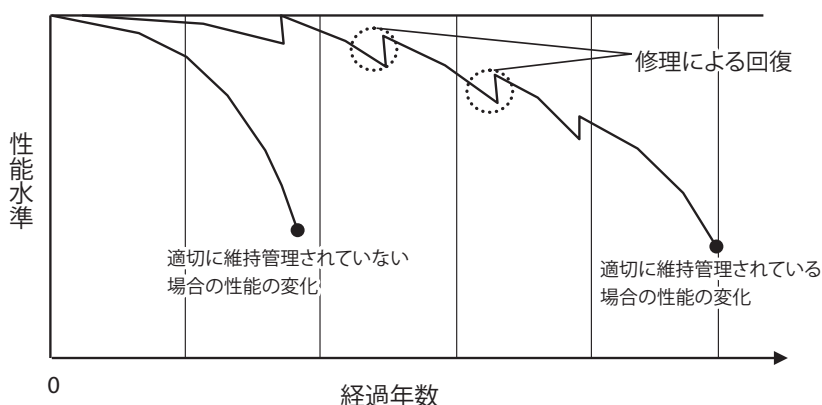 修理による回復
性能水準
適切に維持管理されていない
場合の性能の変化
適切に維持管理されている
場合の性能の変化
0
経過年数